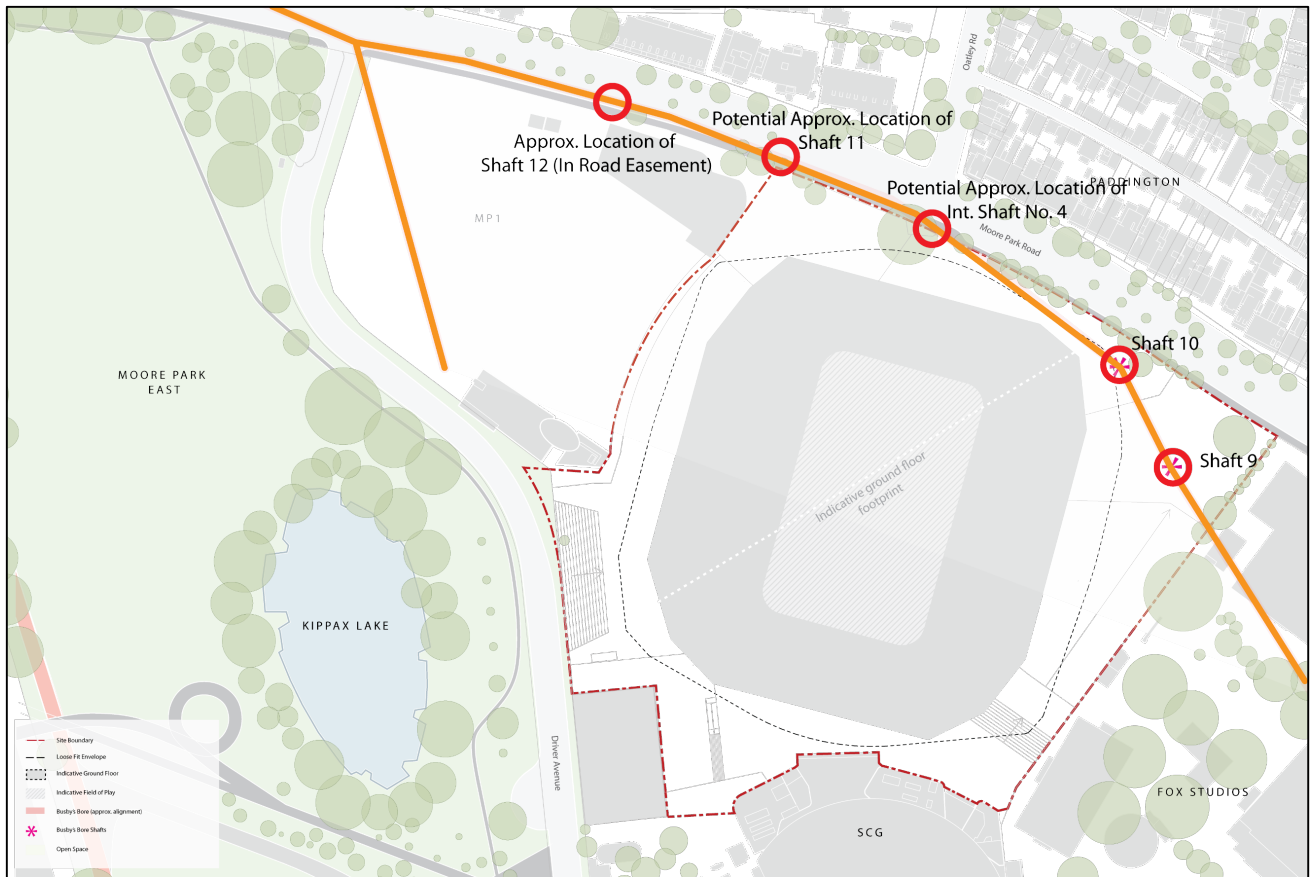 Oatley Rd
Potential Approx. Location of
Shaft 11
Approx. Location of
Shaft 12 (In Road Easement)
PADDINGTON
Potential Approx. Location of
Int. Shaft No. 4
MP1
Moore Park Road
Shaft 10
MOORE PARK
EAST
Shaft 9
Indicative ground floor
footprint
KIPPAX LAKE
Driver Avenue
FOX STUDIOS
SCG
Site Boundary
Loose Fit Envelope
Indicative Ground Floor
Indicative Field of Play
Busby's Bore (approx. alignment)
Busby's Bore Shafts
Open Space